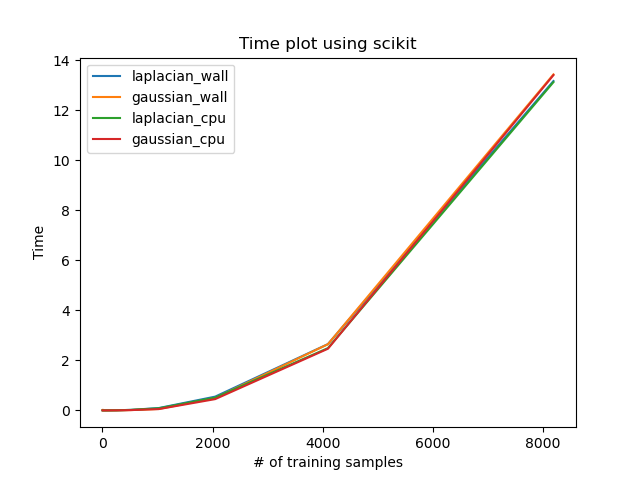 Time plot using scikit
laplacian_wall
gaussian_wall
laplacian_cpu
gaussian_cpu
14
12
10
8
6
4
2
0
Time
0 2000 4000 6000 8000
# of training samples